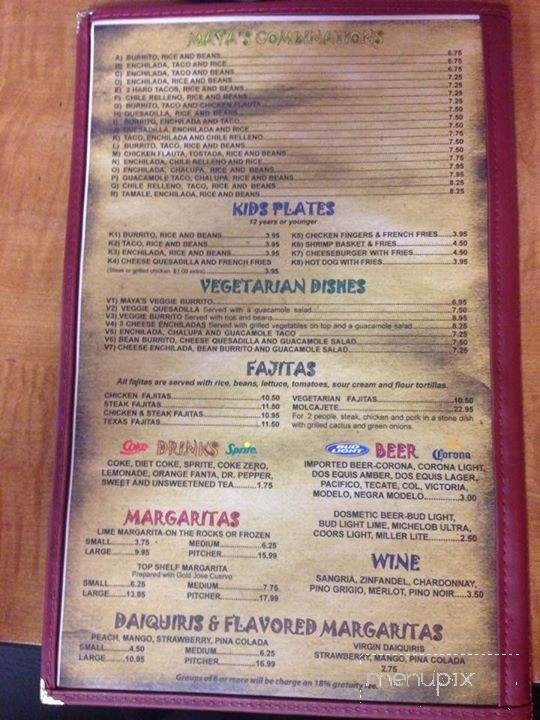 MAYA'S COMBINATIONS
A) BURRITO, RICE AND BEANS 6.75
B) ENCHILADA, TACO AND RICE 6.75
C) ENCHILADA, TACO AND BEANS 7.25
D) ENCHILADA, RICE AND BEANS 7.25
E) 2 HARD TACOS, RICE AND BEANS 7.25
F) CHILE RELLENO, RICE AND BEANS 7.25
G) BURRITO, TACO AND CHICKEN FLAUTA 7.50
H) QUESADILLA, RICE AND BEANS 7.50
I) BURRITO, ENCHILADA AND TACO 7.50
J) QUESADILLA, ENCHILADA AND RICE 7.50
K) TACO, ENCHILADA AND CHILE RELLENO 7.75
L) BURRITO, TACO, RICE AND BEANS 7.50
M) CHICKEN FLAUTA, TOSTADA, RICE AND BEANS 7.75
N) ENCHILADA, CHILE RELLENO AND RICE 7.75
O) ENCHILADA, CHALUPA, RICE AND BEANS 7.95
P) GUACAMOLE TACO, CHALUPA, RICE AND BEANS 7.25
Q) CHILE RELLENO, TACO, RICE AND BEANS 8.25
R) TAMALE, ENCHILADA, RICE AND BEANS 8.25
KIDS PLATES
12 years or younger
K1) BURRITO, RICE AND BEANS 3.95
K2) TACO, RICE AND BEANS 3.95
K3) ENCHILADA, RICE AND BEANS 3.95
K4) CHEESE QUESADILLA AND FRENCH FRIES
(Steak or grilled chicken $1.00 extra) 3.95
K5) CHICKEN FINGERS & FRENCH FRIES 3.95
K6) SHRIMP BASKET & FRIES 4.50
K7) CHEESEBURGER WITH FRIES 4.50
K8) HOT DOG WITH FRIES 3.95
VEGETARIAN DISHES
V1) MAYA'S VEGGIE BURRITO 6.95
V2) VEGGIE QUESADILLA Served with a guacamole salad 7.50
V3) VEGGIE BURRITO Served with rice and beans 8.95
V4) 3 CHEESE ENCHILADAS Served with grilled vegetables on top and a guacamole salad 8.25
V5) ENCHILADA, CHALUPA AND GUACAMOLE TACO 7.25
V6) BEAN BURRITO, CHEESE QUESADILLA AND GUACAMOLE SALAD 7.50
V7) CHEESE ENCHILADA, BEAN BURRITO AND GUACAMOLE SALAD 7.25
FAJITAS
All fajitas are served with rice, beans, lettuce, tomatoes, sour cream and flour tortillas.
CHICKEN FAJITAS 10.50
STEAK FAJITAS 11.50
CHICKEN & STEAK FAJITAS 10.95
TEXAS FAJITAS 11.50
VEGETARIAN FAJITAS 10.50
MOLCAJETE 22.95
For 2 people, steak, chicken and pork in a stone dish
with grilled cactus and green onions.
Coke DRINKS Sprite
COKE, DIET COKE, SPRITE, COKE ZERO,
LEMONADE, ORANGE FANTA, DR. PEPPER,
SWEET AND UNSWEETENED TEA 1.75
BUD LIGHT BEER Corona
IMPORTED BEER-CORONA, CORONA LIGHT,
DOS EQUIS AMBER, DOS EQUIS LAGER,
PACIFICO, TECATE, COL, VICTORIA,
MODELO, NEGRA MODELO 3.00
DOSMETIC BEER-BUD LIGHT,
BUD LIGHT LIME, MICHELOB ULTRA,
COORS LIGHT, MILLER LITE 2.50
MARGARITAS
LIME MARGARITA-ON THE ROCKS OR FROZEN
SMALL 3.75 MEDIUM 6.25
LARGE 9.95 PITCHER 15.99
TOP SHELF MARGARITA
Prepared with Gold Jose Cuervo
SMALL 6.25 MEDIUM 7.75
LARGE 13.95 PITCHER 17.99
WINE
SANGRIA, ZINFANDEL, CHARDONNAY,
PINO GRIGIO, MERLOT, PINO NOIR 3.50
DAIQUIRIS & FLAVORED MARGARITAS
PEACH, MANGO, STRAWBERRY, PINA COLADA
SMALL 4.50 MEDIUM 6.25
LARGE 10.95 PITCHER 16.99
VIRGIN DAIQUIRIS
STRAWBERRY, MANGO, PINA COLADA
2.75
Groups of 6 or more will be charge an 18% gratuity fee.
menupix